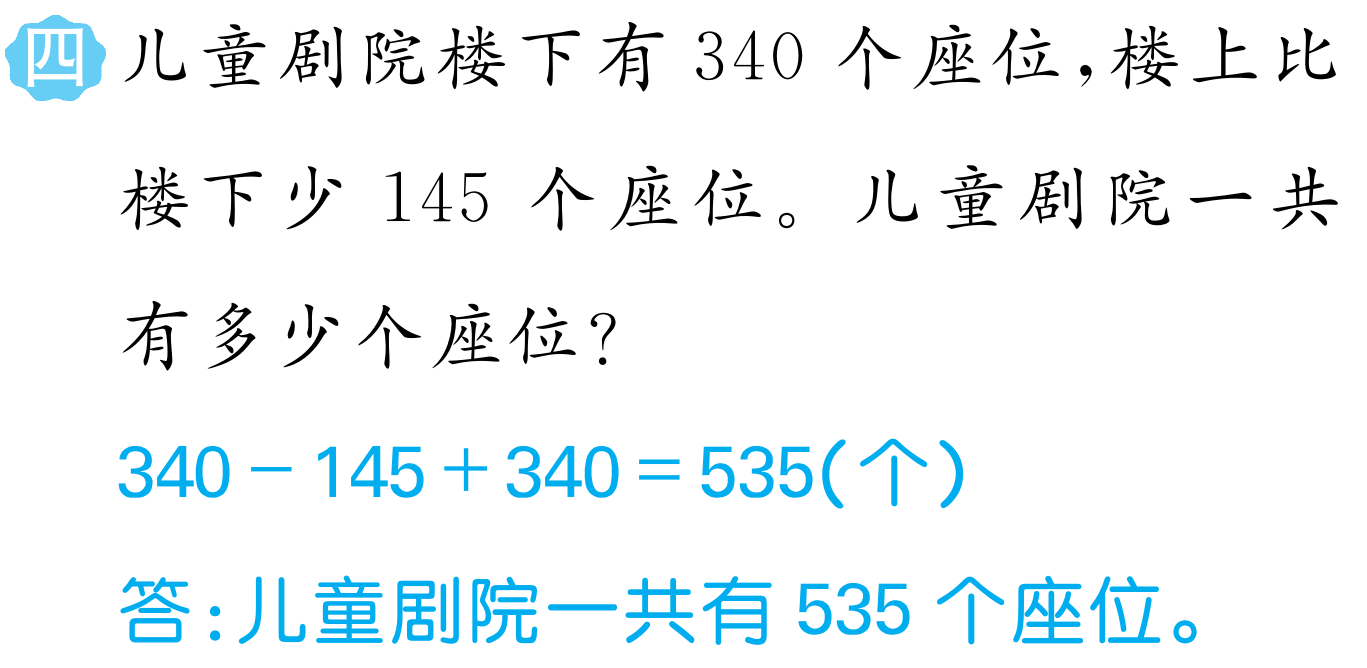 四 儿童剧院楼下有 340 个座位,楼上比
楼下少 145 个座位。儿童剧院一共
有多少个座位?
340－145＋340＝535(个)
答:儿童剧院一共有 535 个座位。